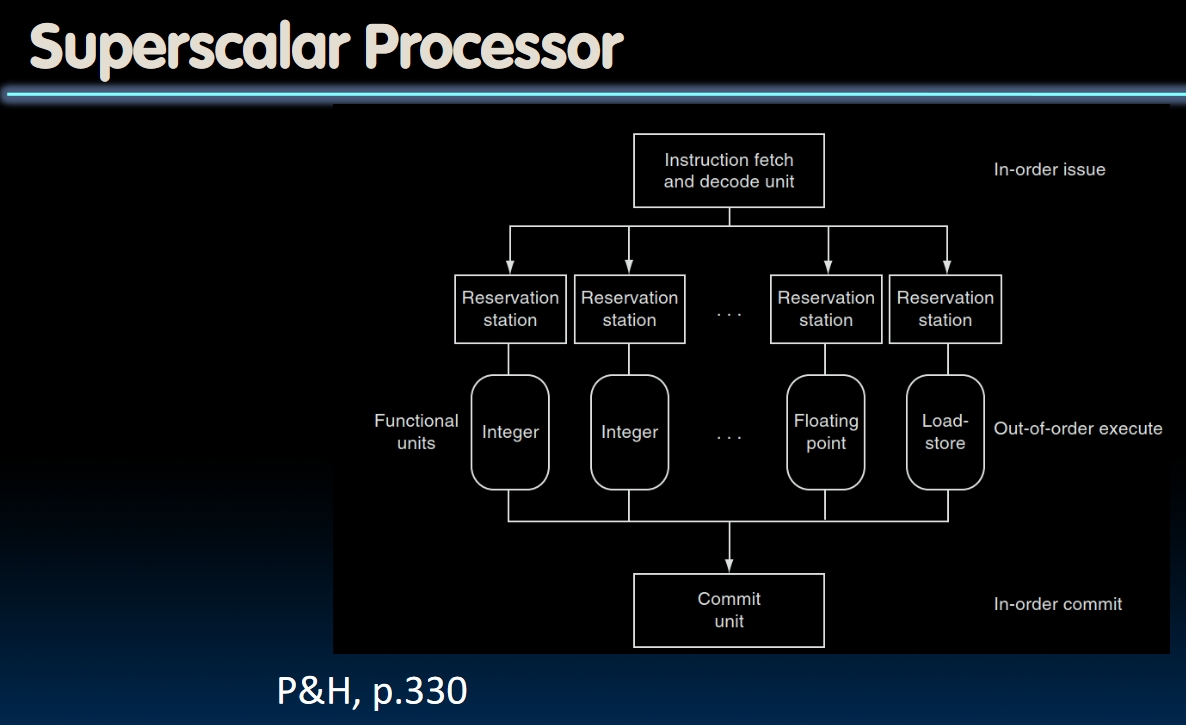 Superscalar Processor
Instruction fetch
and decode unit
In-order issue
Reservation
station
Reservation
station
. . .
Reservation
station
Reservation
station
Functional
units
Integer
Integer
. . .
Floating
point
Load-
store
Out-of-order execute
Commit
unit
In-order commit
P&H, p.330